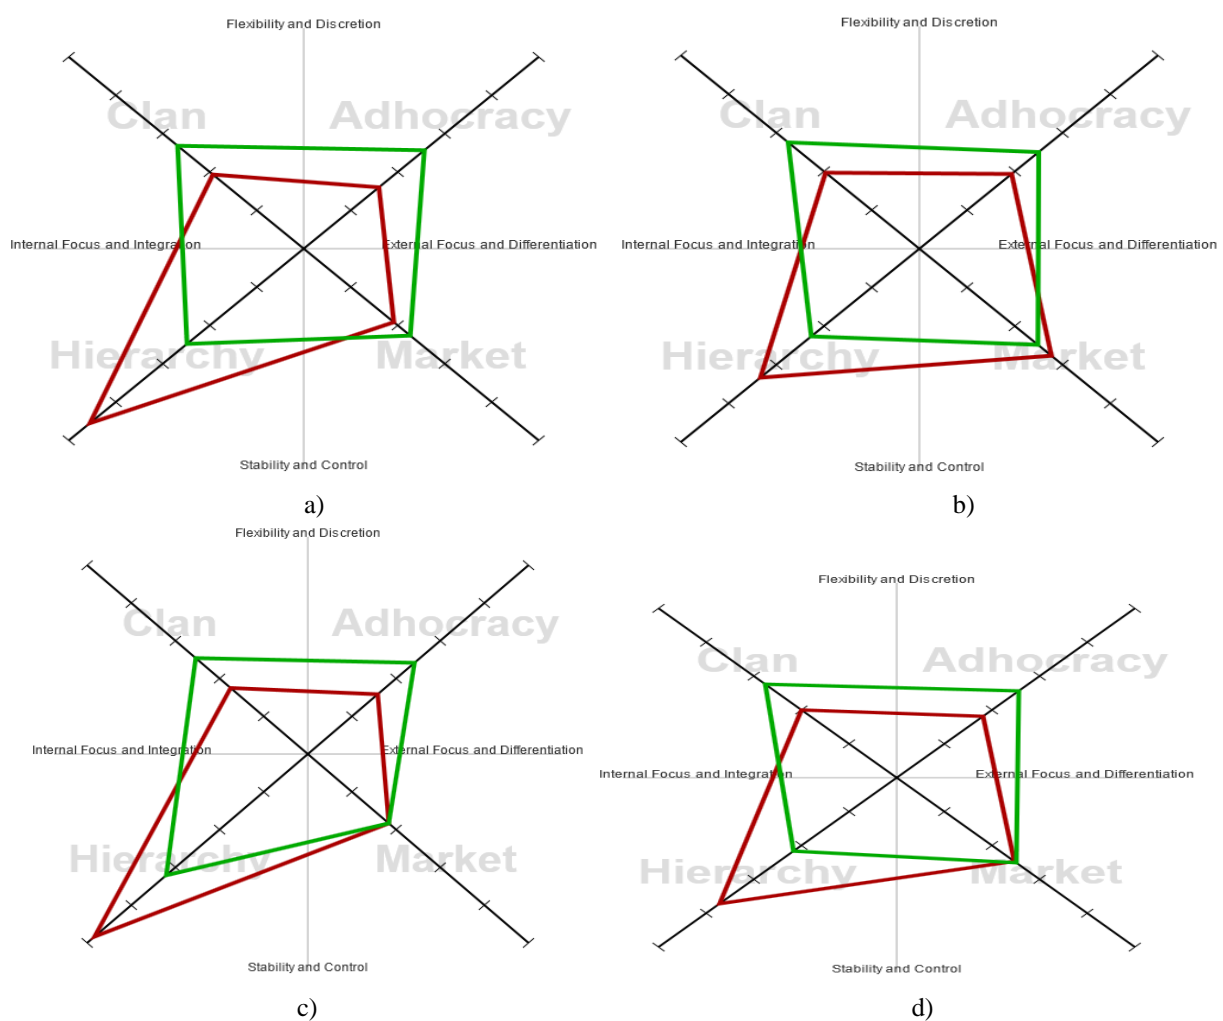 Flexibility and Discretion
Clan
Adhocracy
Internal Focus and Integration
External Focus and Differentiation
Hierarchy
Market
Stability and Control
a)
Flexibility and Discretion
Clan
Adhocracy
Internal Focus and Integration
External Focus and Differentiation
Hierarchy
Market
Stability and Control
b)
Flexibility and Discretion
Clan
Adhocracy
Internal Focus and Integration
External Focus and Differentiation
Hierarchy
Market
Stability and Control
c)
Flexibility and Discretion
Clan
Adhocracy
Internal Focus and Integration
External Focus and Differentiation
Hierarchy
Market
Stability and Control
d)